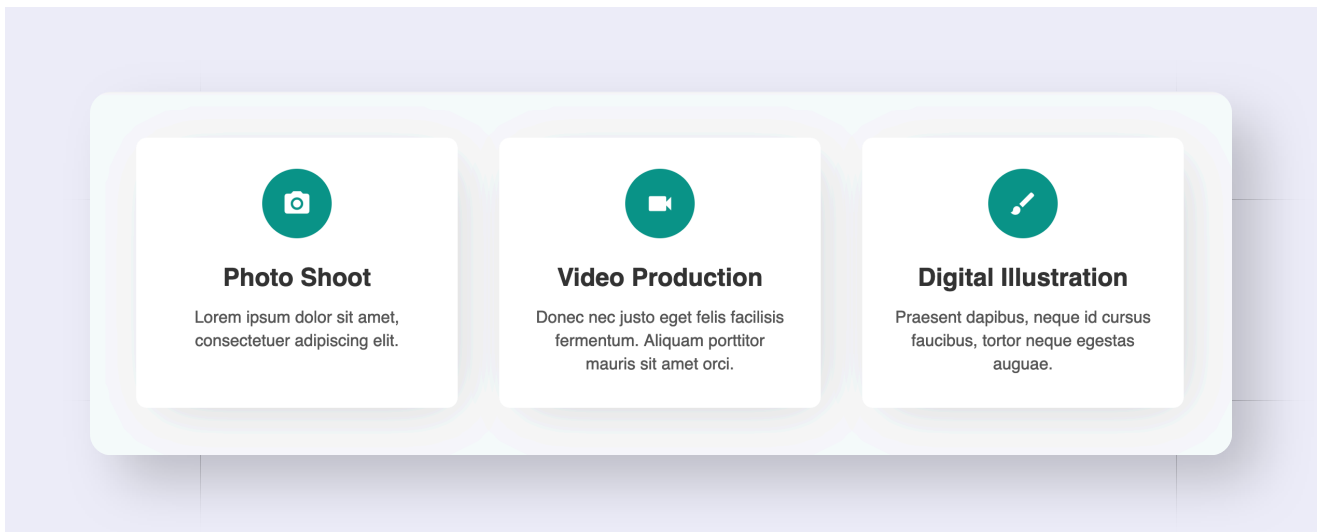 Photo Shoot
Lorem ipsum dolor sit amet,
consectetuer adipiscing elit.
Video Production
Donec nec justo eget felis facilisis
fermentum. Aliquam porttitor
mauris sit amet orci.
Digital Illustration
Praesent dapibus, neque id cursus
faucibus, tortor neque egestas
auguae.